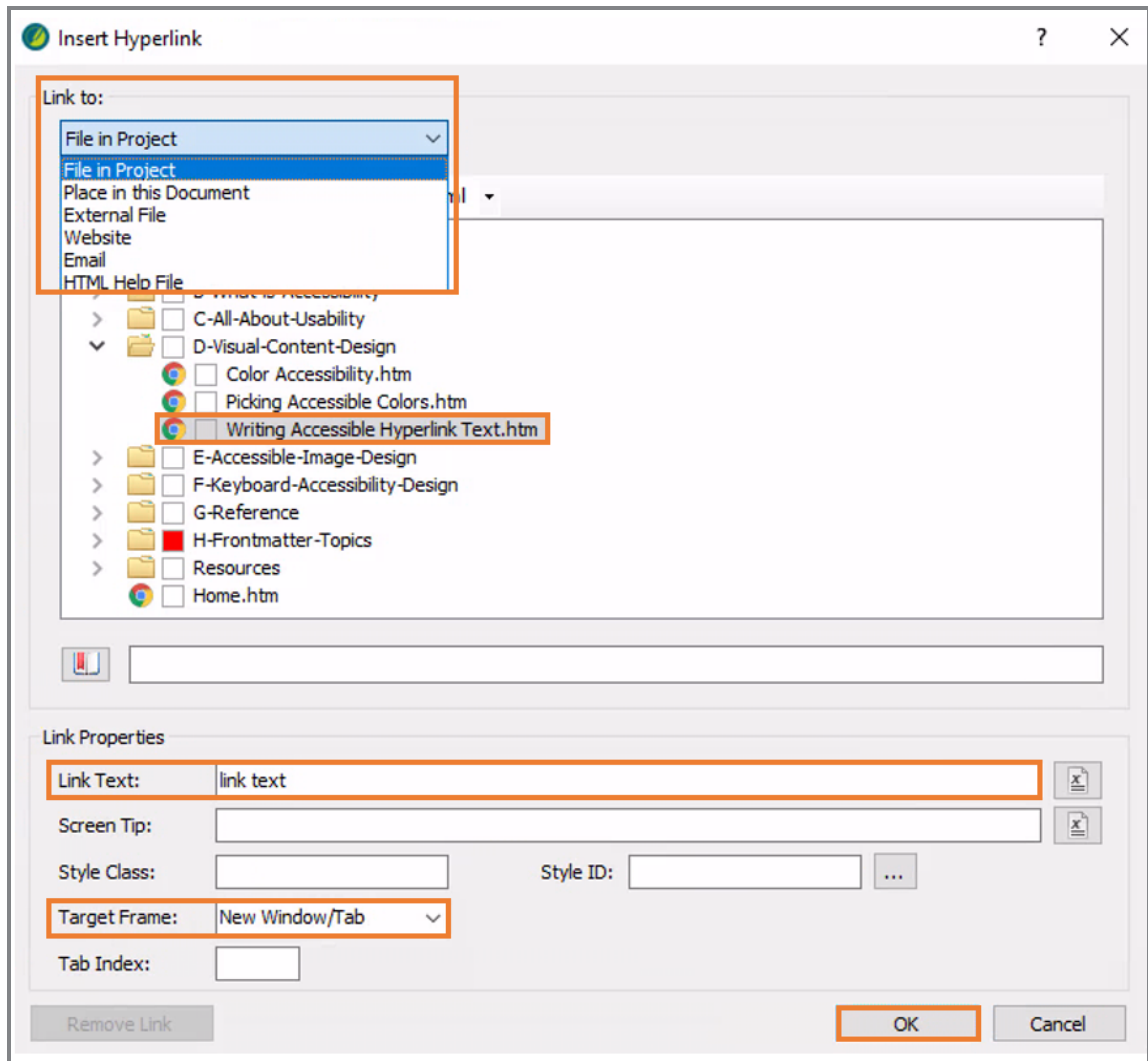 Insert Hyperlink ?
Link to:
File in Project
File in Project
Place in this Document
External File
Website
Email
HTML Help File
C-All-About-Usability
D-Visual-Content-Design
Color Accessibility.htm
Picking Accessible Colors.htm
Writing Accessible Hyperlink Text.htm
E-Accessible-Image-Design
F-Keyboard-Accessibility-Design
G-Reference
H-Frontmatter-Topics
Resources
Home.htm
Link Properties
Link Text: link text
Screen Tip:
Style Class: Style ID: ...
Target Frame: New Window/Tab
Tab Index:
Remove Link OK Cancel